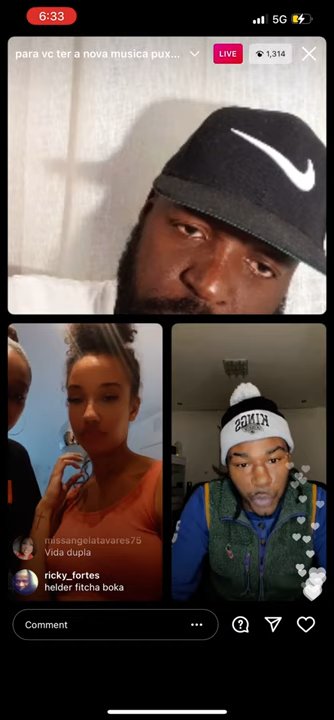 6:33
5G
para vc ter a nova musica pux...
LIVE
1,314
KINGS
missangelatavares75
Vida dupla
ricky_fortes
helder fitcha boka
Comment